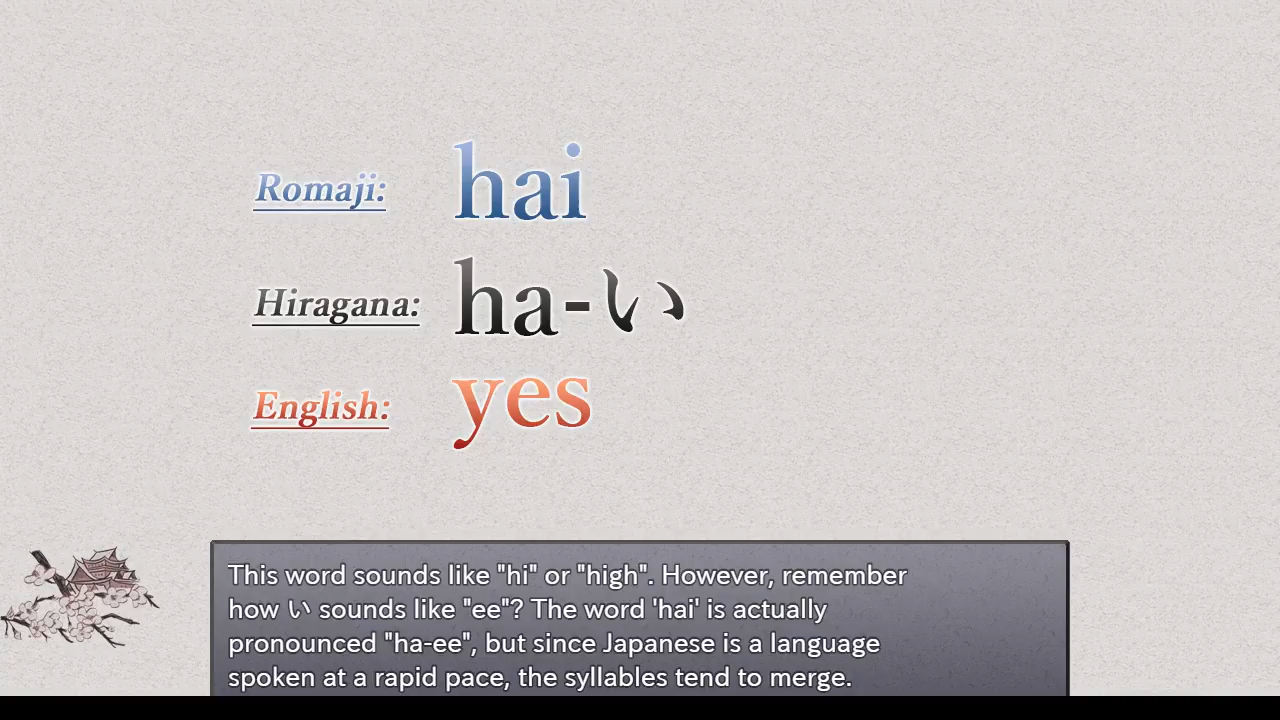 Romaji: hai
Hiragana: ha-い
English: yes
This word sounds like "hi" or "high". However, remember
how い sounds like "ee"? The word 'hai' is actually
pronounced "ha-ee", but since Japanese is a language
spoken at a rapid pace, the syllables tend to merge.